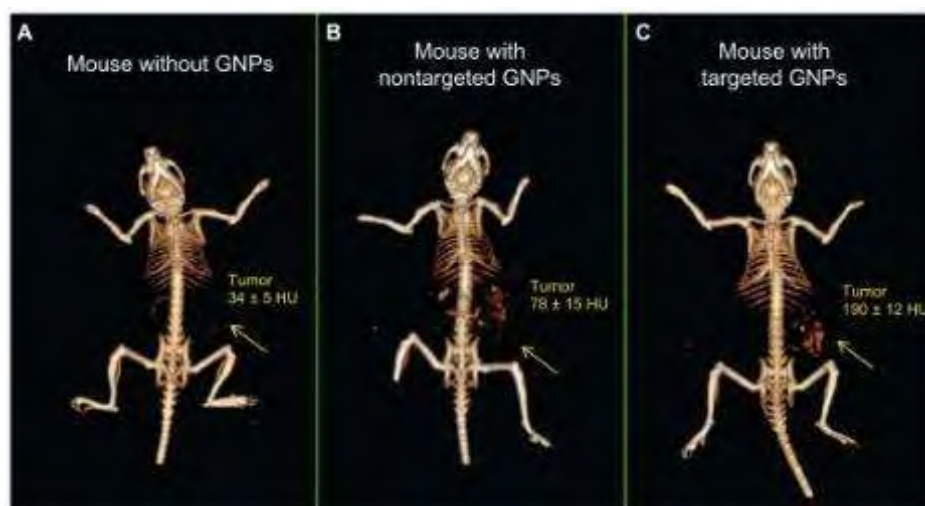 A
Mouse without GNPs
Tumor
34 ± 5 HU
B
Mouse with
nontargeted GNPs
Tumor
78 ± 15 HU
C
Mouse with
targeted GNPs
Tumor
190 ± 12 HU